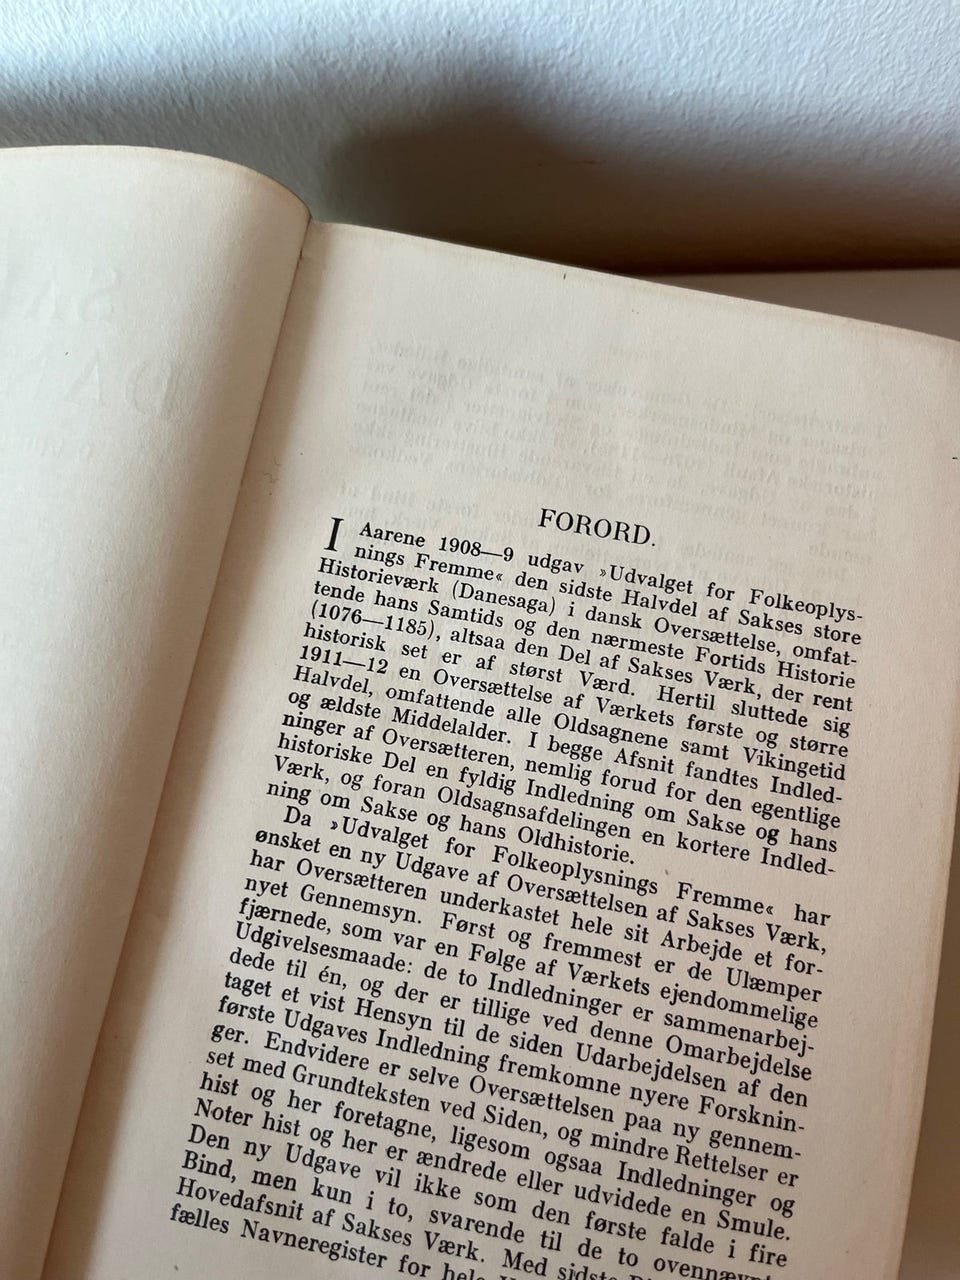 FORORD.
I Aarene 1908—9 udgav »Udvalget for Folkeoplys-
nings Fremme« den sidste Halvdel af Sakses store
Historieværk (Danesaga) i dansk Oversættelse, omfat-
tende hans Samtids og den nærmeste Fortids Historie
(1076—1185), altsaa den Del af Sakses Værk, der rent
historisk set er af størst Værd. Hertil sluttede sig
1911—12 en Oversættelse af Værkets første og større
Halvdel, omfattende alle Oldsagnene samt Vikingetid
og ældste Middelalder. I begge Afsnit fandtes Indled-
ninger af Oversætteren, nemlig forud for den egentlige
historiske Del en fyldig Indledning om Sakse og hans
Værk, og foran Oldsagnsafdelingen en kortere Indled-
ning om Sakse og hans Oldhistorie.
Da »Udvalget for Folkeoplysnings Fremme« har
ønsket en ny Udgave af Oversættelsen af Sakses Værk,
har Oversætteren underkastet hele sit Arbejde et for-
nyet Gennemsyn. Først og fremmest er de Ulæmper
fjærnede, som var en Følge af Værkets ejendommelige
Udgivelsesmaade: de to Indledninger er sammenarbej-
dede til én, og der er tillige ved denne Omarbejdelse
taget et vist Hensyn til de siden Udarbejdelsen af den
første Udgaves Indledning fremkomne nyere Forsknin-
ger. Endvidere er selve Oversættelsen paa ny gennem-
set med Grundteksten ved Siden, og mindre Rettelser er
hist og her foretagne, ligesom ogsaa Indledninger og
Noter hist og her er ændrede eller udvidede en Smule.
Den ny Udgave vil ikke som den første falde i fire
Bind, men kun i to, svarende til de to ovennævnte
Hovedafsnit af Sakses Værk. Med sidste
fælles Navneregister for hele